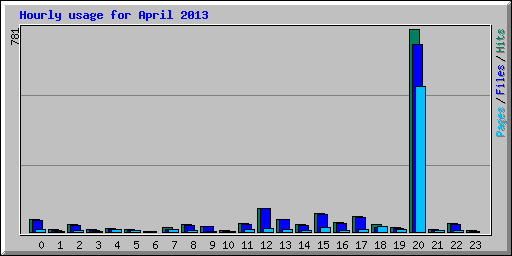 Hourly usage for April 2013
781
Pages/Files/Hits
0 1 2 3 4 5 6 7 8 9 10 11 12 13 14 15 16 17 18 19 20 21 22 23